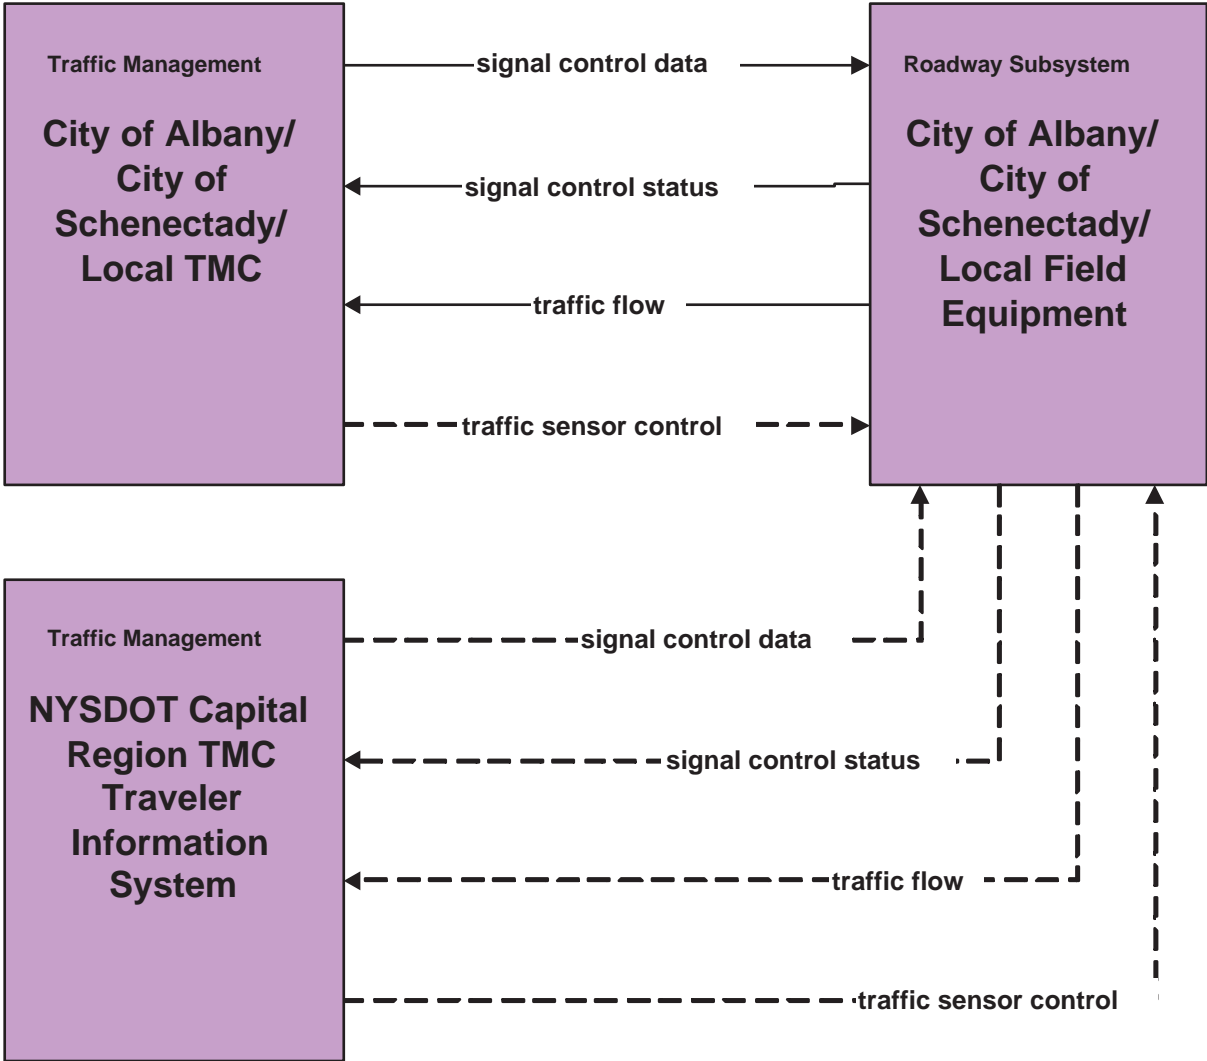 Traffic Management
City of Albany/
City of
Schenectady/
Local TMC
signal control data
signal control status
traffic flow
traffic sensor control
Roadway Subsystem
City of Albany/
City of
Schenectady/
Local Field
Equipment
Traffic Management
NYSDOT Capital
Region TMC
Traveler
Information
System
signal control data
signal control status
traffic flow
traffic sensor control